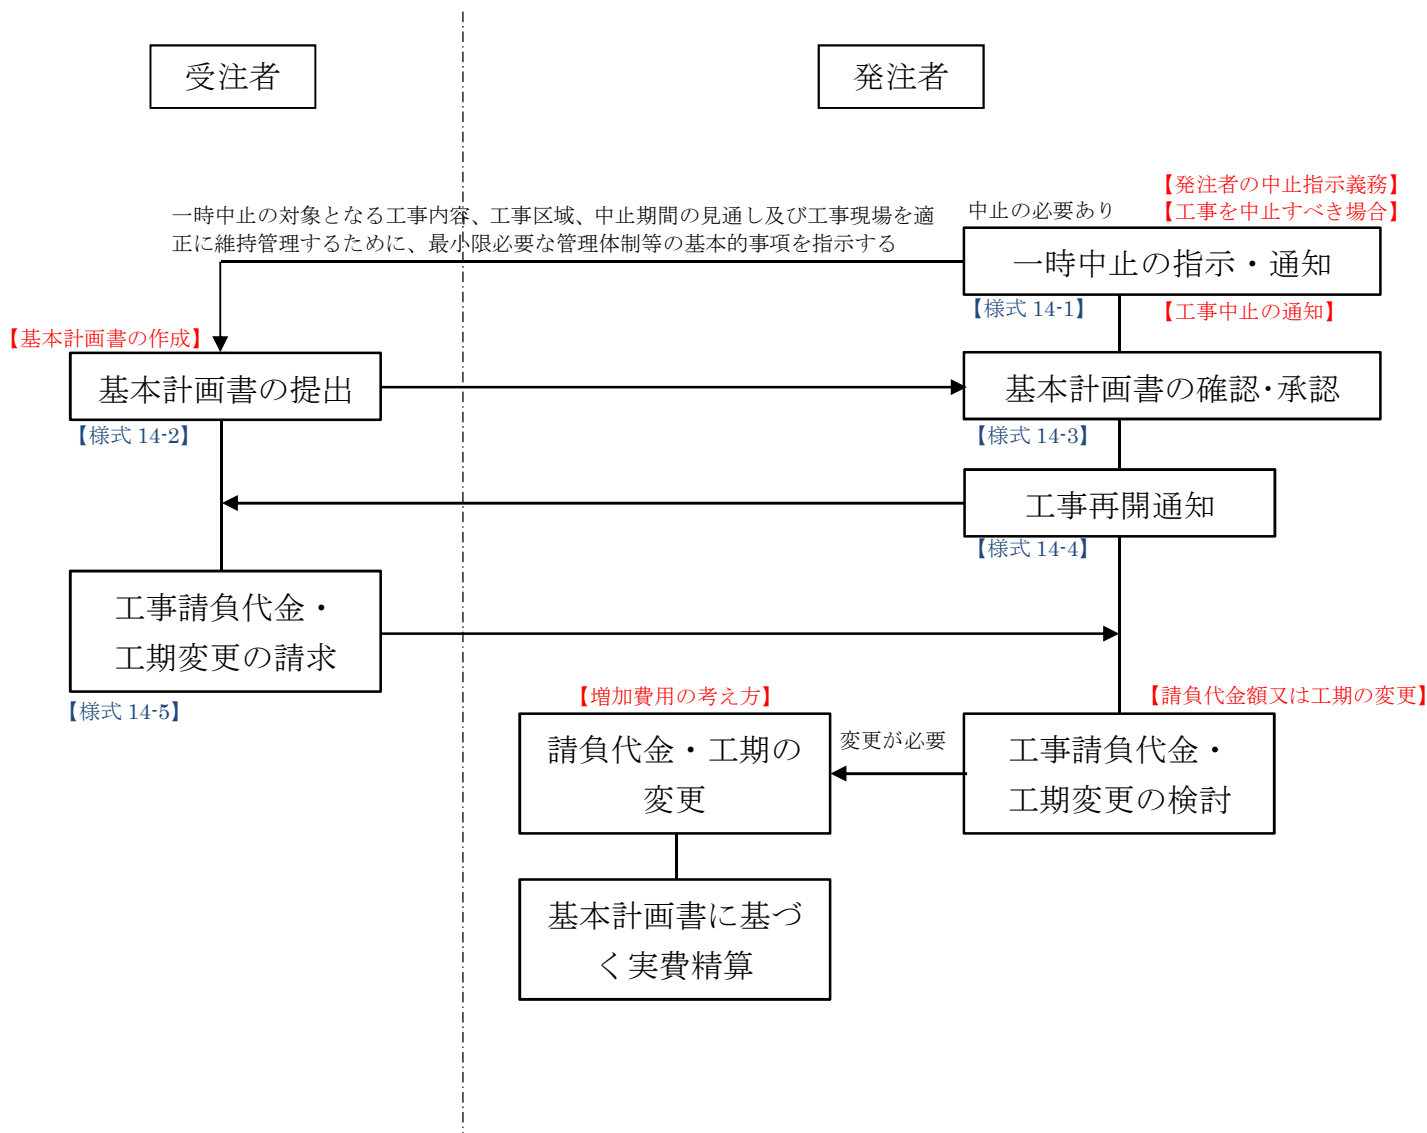 受注者
発注者
【発注者の中止指示義務】
中止の必要あり
【工事を中止すべき場合】
一時中止の対象となる工事内容、工事区域、中止期間の見通し及び工事現場を適
正に維持管理するために、最小限必要な管理体制等の基本的事項を指示する
一時中止の指示・通知
【様式 14-1】
【工事中止の通知】
【基本計画書の作成】
基本計画書の提出
基本計画書の確認・承認
【様式 14-2】
【様式 14-3】
工事再開通知
【様式 14-4】
工事請負代金・
工期変更の請求
【様式 14-5】
【増加費用の考え方】
【請負代金額又は工期の変更】
請負代金・工期の
変更
変更が必要
工事請負代金・
工期変更の検討
基本計画書に基づ
く実費精算